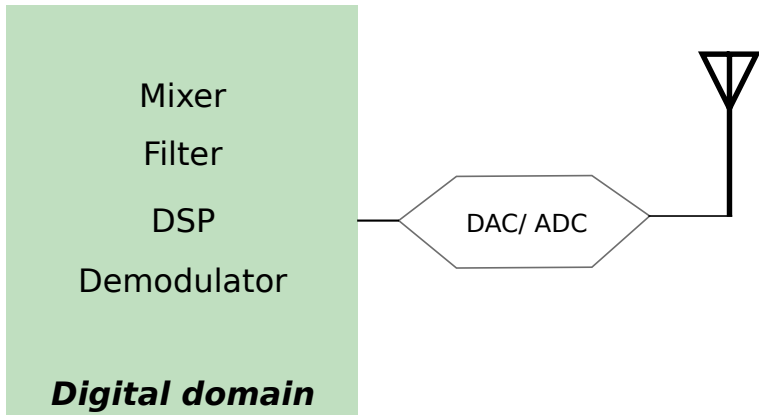 Mixer
Filter
DSP
DAC/ ADC
Demodulator
Digital domain